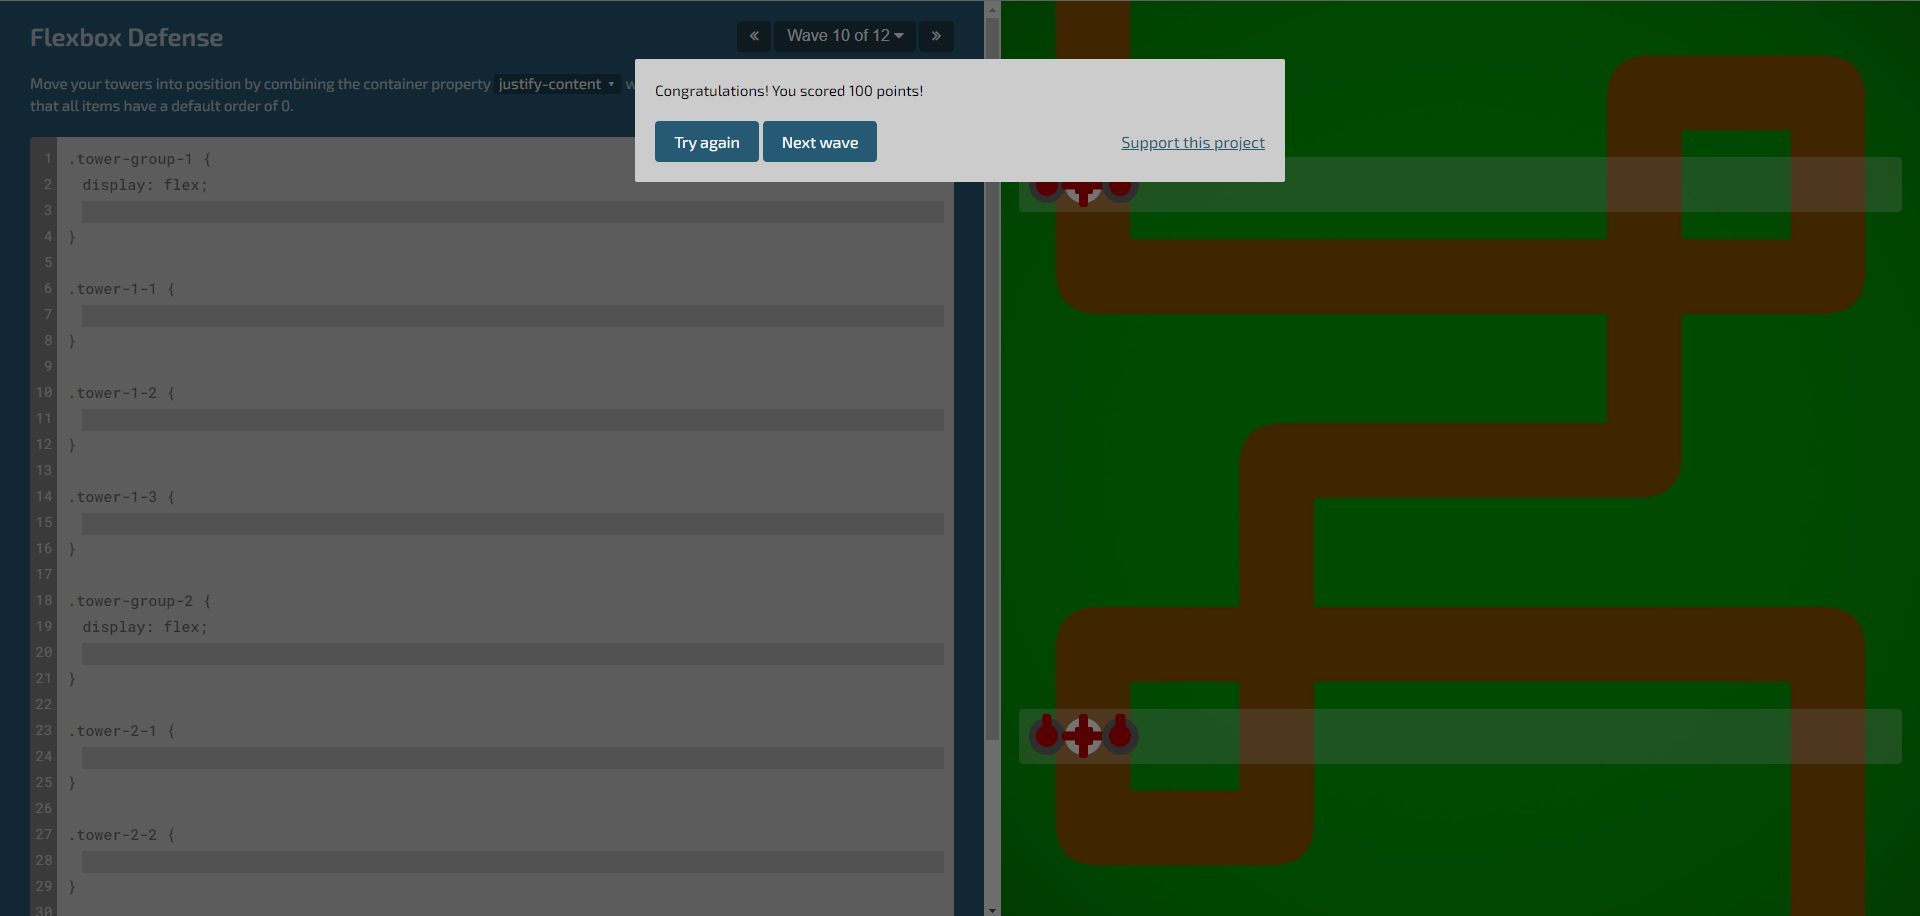 Flexbox Defense
« Wave 10 of 12 »
Move your towers into position by combining the container property justify-content w
that all items have a default order of 0.
Congratulations! You scored 100 points!
Try again Next wave Support this project
1 .tower-group-1 {
2 display: flex;
3
4 }
5
6 .tower-1-1 {
7
8 }
9
10 .tower-1-2 {
11
12 }
13
14 .tower-1-3 {
15
16 }
17
18 .tower-group-2 {
19 display: flex;
20
21 }
22
23 .tower-2-1 {
24
25 }
26
27 .tower-2-2 {
28
29 }
30